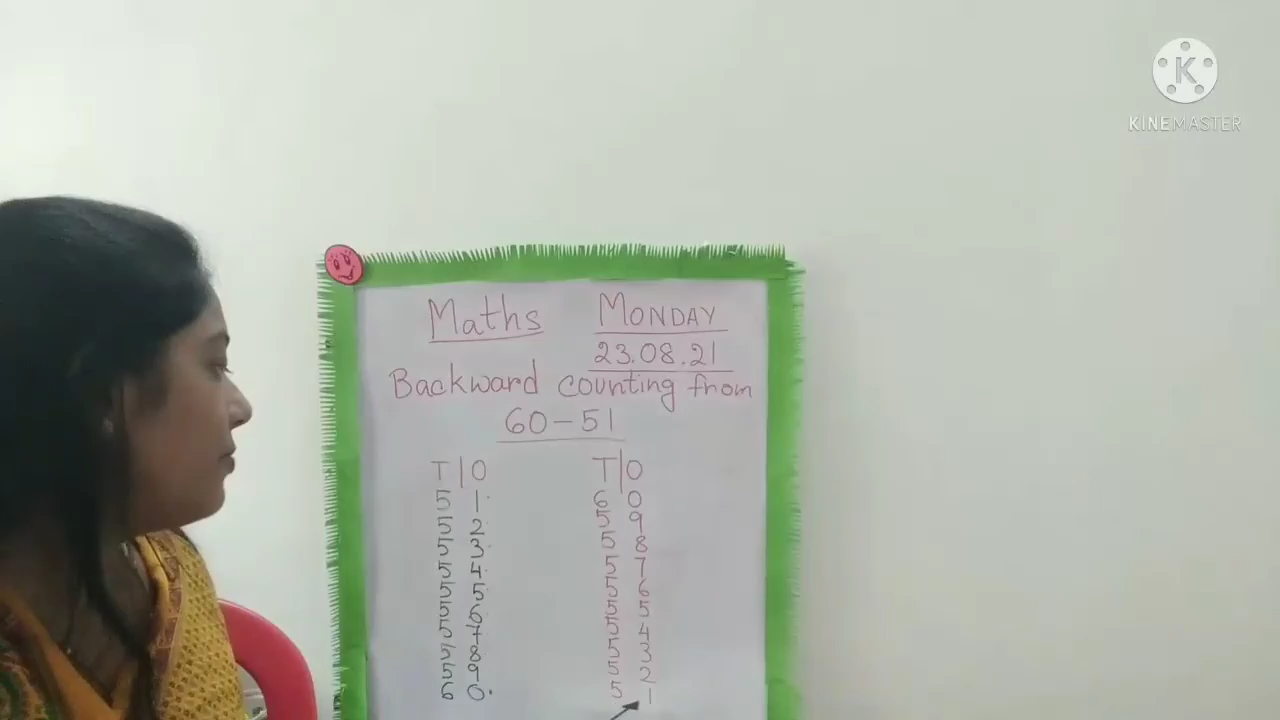 KINEMASTER
Maths MONDAY
23.08.21
Backward counting from
60-51
T|O T|O
5 1 6 0
5 2 5 9
5 3 5 8
5 4 5 7
5 5 5 6
5 6 5 5
5 7 5 4
5 8 5 3
5 9 5 2
6 0 5 1